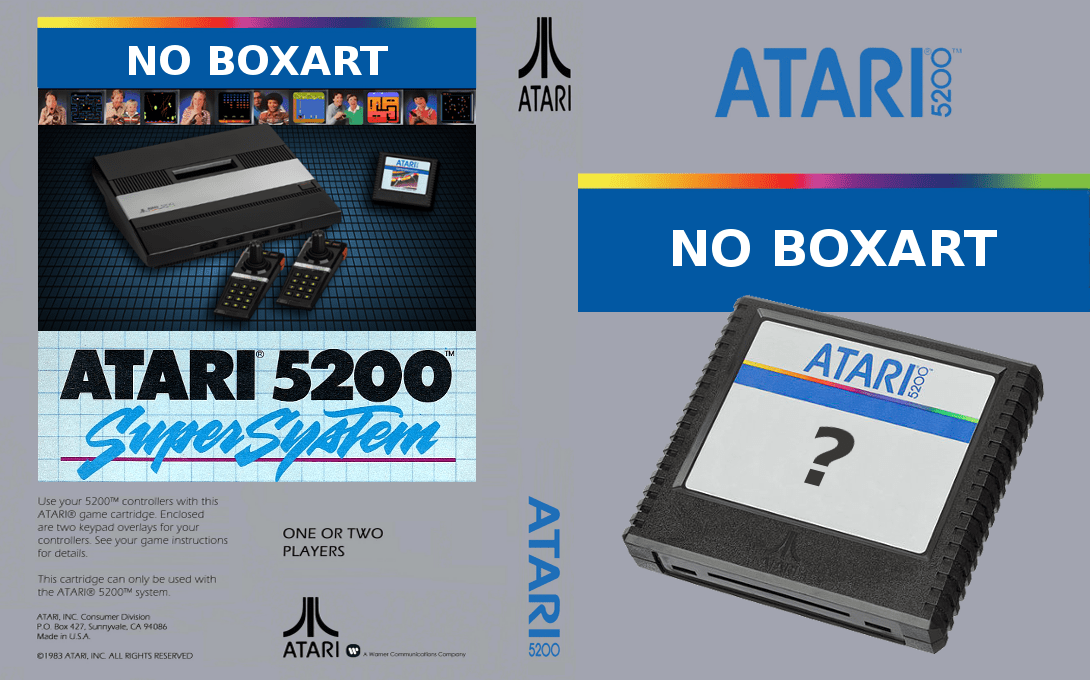 NO BOXART
ATARI
ATARI® 5200™
SuperSystem
Use your 5200™ controllers with this
ATARI® game cartridge. Enclosed
are two keypad overlays for your
controllers. See your game instructions
for details.
This cartridge can only be used with
the ATARI® 5200™ system.
ATARI, INC. Consumer Division
P.O. Box 427, Sunnyvale, CA 94086
Made in U.S.A.
©1983 ATARI, INC. ALL RIGHTS RESERVED
ONE OR TWO
PLAYERS
ATARI
A Warner Communications Company
ATARI
ATARI
5200
ATARI® 5200™
NO BOXART
ATARI 5200™
?
ATARI